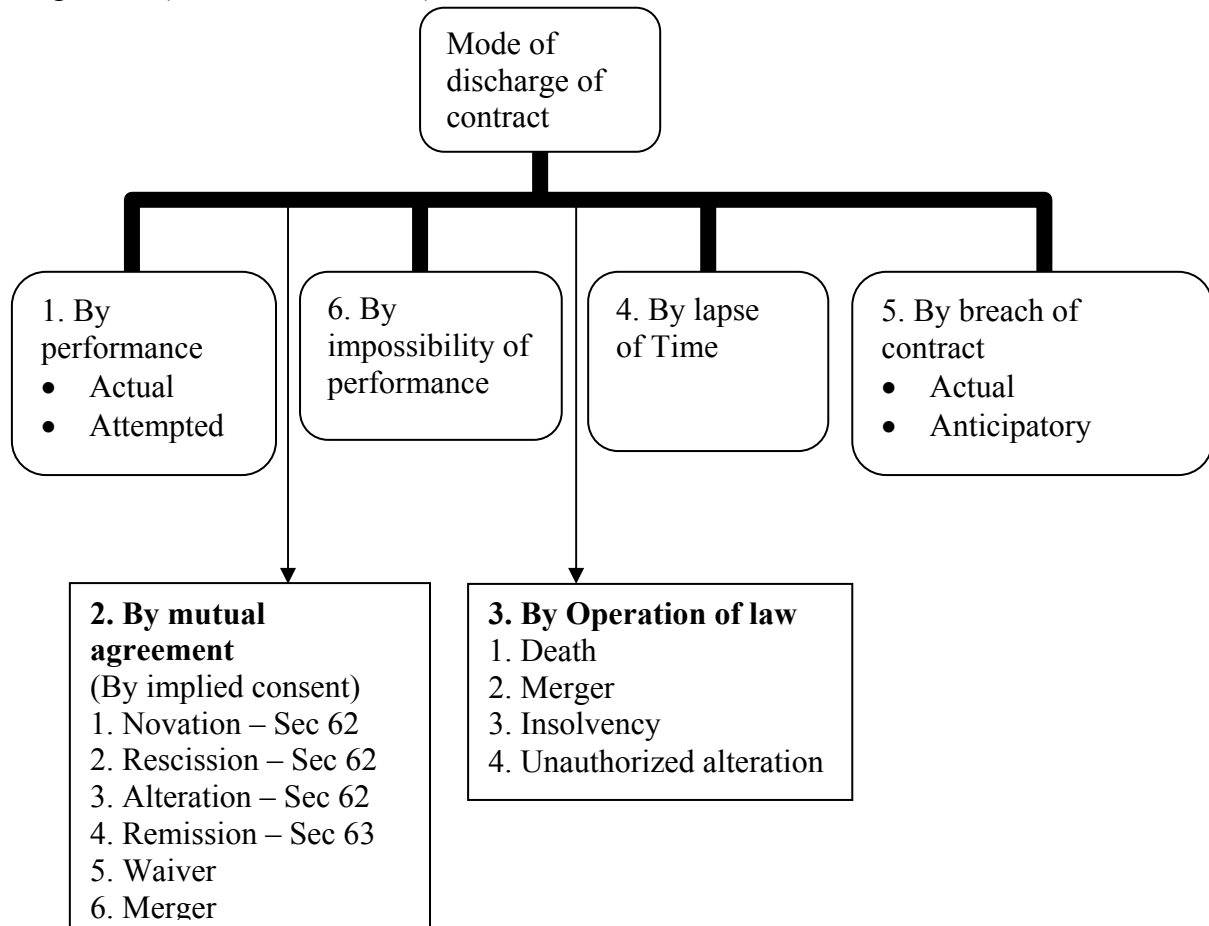 Mode of
discharge of
contract
1. By
performance
• Actual
• Attempted
6. By
impossibility of
performance
4. By lapse
of Time
5. By breach of
contract
• Actual
• Anticipatory
2. By mutual
agreement
(By implied consent)
1. Novation – Sec 62
2. Rescission – Sec 62
3. Alteration – Sec 62
4. Remission – Sec 63
5. Waiver
6. Merger
3. By Operation of law
1. Death
2. Merger
3. Insolvency
4. Unauthorized alteration